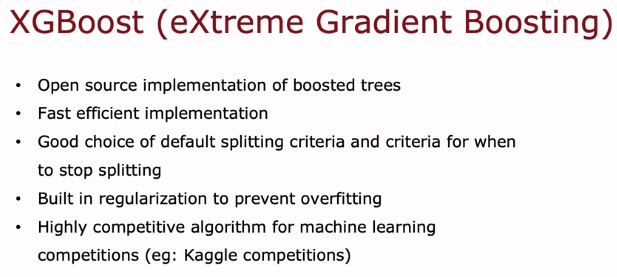 XGBoost (eXtreme Gradient Boosting)
• Open source implementation of boosted trees
• Fast efficient implementation
• Good choice of default splitting criteria and criteria for when
to stop splitting
• Built in regularization to prevent overfitting
• Highly competitive algorithm for machine learning
competitions (eg: Kaggle competitions)